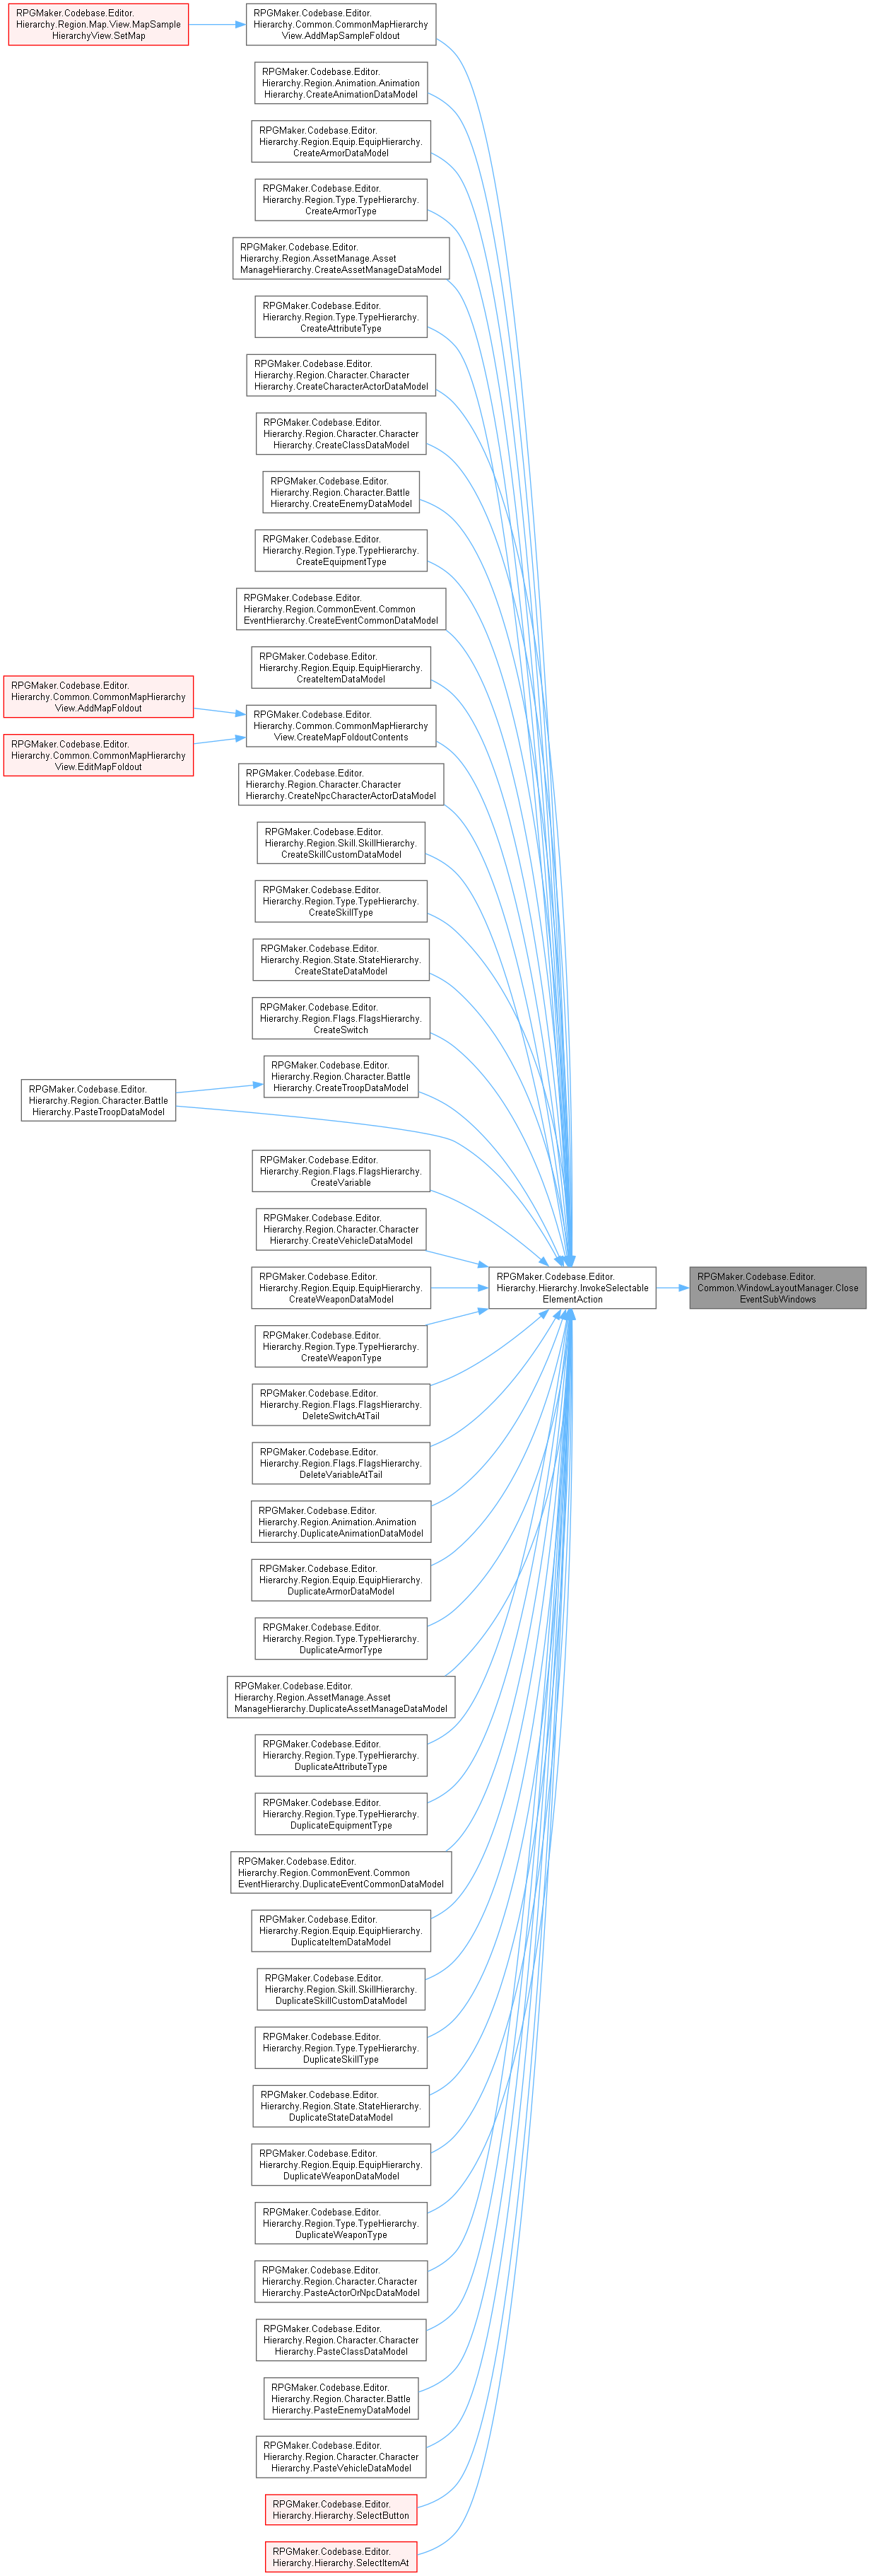 RPGMaker.Codebase.Editor.
Hierarchy.Region.Map.View.MapSample
HierarchyView.SetMap
RPGMaker.Codebase.Editor.
Hierarchy.Common.CommonMapHierarchy
View.AddMapSampleFoldout
RPGMaker.Codebase.Editor.
Hierarchy.Region.Animation.Animation
Hierarchy.CreateAnimationDataModel
RPGMaker.Codebase.Editor.
Hierarchy.Region.Equip.EquipHierarchy.
CreateArmorDataModel
RPGMaker.Codebase.Editor.
Hierarchy.Region.Type.TypeHierarchy.
CreateArmorType
RPGMaker.Codebase.Editor.
Hierarchy.Region.AssetManage.Asset
ManageHierarchy.CreateAssetManageDataModel
RPGMaker.Codebase.Editor.
Hierarchy.Region.Type.TypeHierarchy.
CreateAttributeType
RPGMaker.Codebase.Editor.
Hierarchy.Region.Character.Character
Hierarchy.CreateCharacterActorDataModel
RPGMaker.Codebase.Editor.
Hierarchy.Region.Character.Character
Hierarchy.CreateClassDataModel
RPGMaker.Codebase.Editor.
Hierarchy.Region.Character.Battle
Hierarchy.CreateEnemyDataModel
RPGMaker.Codebase.Editor.
Hierarchy.Region.Type.TypeHierarchy.
CreateEquipmentType
RPGMaker.Codebase.Editor.
Hierarchy.Region.CommonEvent.Common
EventHierarchy.CreateEventCommonDataModel
RPGMaker.Codebase.Editor.
Hierarchy.Region.Equip.EquipHierarchy.
CreateItemDataModel
RPGMaker.Codebase.Editor.
Hierarchy.Common.CommonMapHierarchy
View.AddMapFoldout
RPGMaker.Codebase.Editor.
Hierarchy.Common.CommonMapHierarchy
View.CreateMapFoldoutContents
RPGMaker.Codebase.Editor.
Hierarchy.Common.CommonMapHierarchy
View.EditMapFoldout
RPGMaker.Codebase.Editor.
Hierarchy.Region.Character.Character
Hierarchy.CreateNpcCharacterActorDataModel
RPGMaker.Codebase.Editor.
Hierarchy.Region.Skill.SkillHierarchy.
CreateSkillCustomDataModel
RPGMaker.Codebase.Editor.
Hierarchy.Region.Type.TypeHierarchy.
CreateSkillType
RPGMaker.Codebase.Editor.
Hierarchy.Region.State.StateHierarchy.
CreateStateDataModel
RPGMaker.Codebase.Editor.
Hierarchy.Region.Flags.FlagsHierarchy.
CreateSwitch
RPGMaker.Codebase.Editor.
Hierarchy.Region.Character.Battle
Hierarchy.CreateTroopDataModel
RPGMaker.Codebase.Editor.
Hierarchy.Region.Character.Battle
Hierarchy.PasteTroopDataModel
RPGMaker.Codebase.Editor.
Hierarchy.Region.Flags.FlagsHierarchy.
CreateVariable
RPGMaker.Codebase.Editor.
Hierarchy.Region.Character.Character
Hierarchy.CreateVehicleDataModel
RPGMaker.Codebase.Editor.
Hierarchy.Region.Equip.EquipHierarchy.
CreateWeaponDataModel
RPGMaker.Codebase.Editor.
Hierarchy.Hierarchy.InvokeSelectable
ElementAction
RPGMaker.Codebase.Editor.
Common.WindowLayoutManager.Close
EventSubWindows
RPGMaker.Codebase.Editor.
Hierarchy.Region.Type.TypeHierarchy.
CreateWeaponType
RPGMaker.Codebase.Editor.
Hierarchy.Region.Flags.FlagsHierarchy.
DeleteSwitchAtTail
RPGMaker.Codebase.Editor.
Hierarchy.Region.Flags.FlagsHierarchy.
DeleteVariableAtTail
RPGMaker.Codebase.Editor.
Hierarchy.Region.Animation.Animation
Hierarchy.DuplicateAnimationDataModel
RPGMaker.Codebase.Editor.
Hierarchy.Region.Equip.EquipHierarchy.
DuplicateArmorDataModel
RPGMaker.Codebase.Editor.
Hierarchy.Region.Type.TypeHierarchy.
DuplicateArmorType
RPGMaker.Codebase.Editor.
Hierarchy.Region.AssetManage.Asset
ManageHierarchy.DuplicateAssetManageDataModel
RPGMaker.Codebase.Editor.
Hierarchy.Region.Type.TypeHierarchy.
DuplicateAttributeType
RPGMaker.Codebase.Editor.
Hierarchy.Region.Type.TypeHierarchy.
DuplicateEquipmentType
RPGMaker.Codebase.Editor.
Hierarchy.Region.CommonEvent.Common
EventHierarchy.DuplicateEventCommonDataModel
RPGMaker.Codebase.Editor.
Hierarchy.Region.Equip.EquipHierarchy.
DuplicateItemDataModel
RPGMaker.Codebase.Editor.
Hierarchy.Region.Skill.SkillHierarchy.
DuplicateSkillCustomDataModel
RPGMaker.Codebase.Editor.
Hierarchy.Region.Type.TypeHierarchy.
DuplicateSkillType
RPGMaker.Codebase.Editor.
Hierarchy.Region.State.StateHierarchy.
DuplicateStateDataModel
RPGMaker.Codebase.Editor.
Hierarchy.Region.Equip.EquipHierarchy.
DuplicateWeaponDataModel
RPGMaker.Codebase.Editor.
Hierarchy.Region.Type.TypeHierarchy.
DuplicateWeaponType
RPGMaker.Codebase.Editor.
Hierarchy.Region.Character.Character
Hierarchy.PasteActorOrNpcDataModel
RPGMaker.Codebase.Editor.
Hierarchy.Region.Character.Character
Hierarchy.PasteClassDataModel
RPGMaker.Codebase.Editor.
Hierarchy.Region.Character.Battle
Hierarchy.PasteEnemyDataModel
RPGMaker.Codebase.Editor.
Hierarchy.Region.Character.Character
Hierarchy.PasteVehicleDataModel
RPGMaker.Codebase.Editor.
Hierarchy.Hierarchy.SelectButton
RPGMaker.Codebase.Editor.
Hierarchy.Hierarchy.SelectItemAt